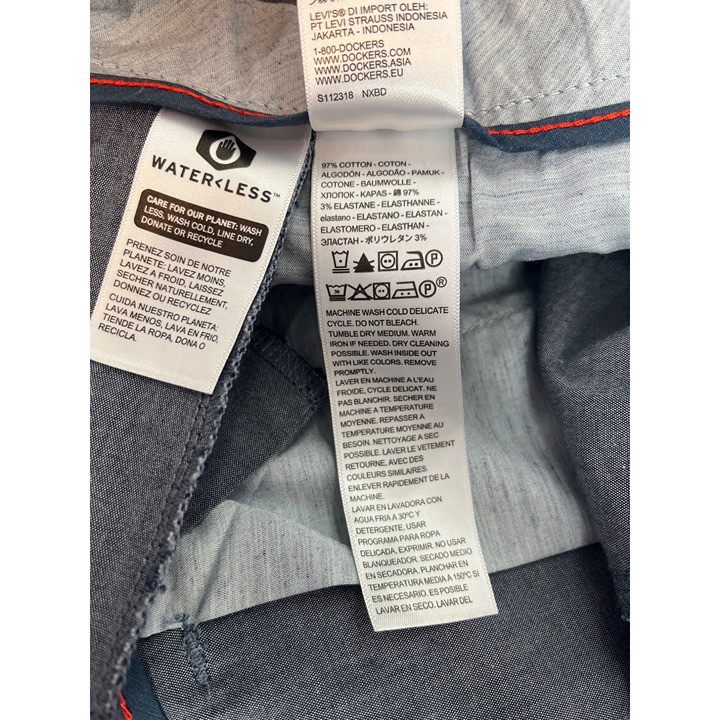 LEVI'S® DI IMPORT OLEH:
PT LEVI STRAUSS INDONESIA
JAKARTA - INDONESIA
1-800-DOCKERS
WWW.DOCKERS.COM
WWW.DOCKERS.ASIA
WWW.DOCKERS.EU
S112318 NXBD
WATER<LESS™
CARE FOR OUR PLANET: WASH
LESS, WASH COLD, LINE DRY,
DONATE OR RECYCLE
PRENEZ SOIN DE NOTRE
PLANETE: LAVEZ MOINS,
LAVEZ A FROID, LAISSEZ
SECHER NATURELLEMENT,
DONNEZ OU RECYCLEZ
CUIDA NUESTRO PLANETA:
LAVA MENOS, LAVA EN FRIO,
TIENDE LA ROPA, DONA O
RECICLA.
97% COTTON - COTON -
ALGODÓN - ALGODÃO - PAMUK -
COTONE - BAUMWOLLE -
ХЛОПОК - KAPAS - 綿 97%
3% ELASTANE - ELASTHANNE -
elastano - ELASTANO - ELASTAN -
ELASTOMERO - ELASTHAN -
ЭЛАСТАН - ポリウレタン 3%
MACHINE WASH COLD DELICATE
CYCLE. DO NOT BLEACH.
TUMBLE DRY MEDIUM. WARM
IRON IF NEEDED. DRY CLEANING
POSSIBLE. WASH INSIDE OUT
WITH LIKE COLORS. REMOVE
PROMPTLY.
LAVER EN MACHINE A L'EAU
FROIDE, CYCLE DELICAT. NE
PAS BLANCHIR. SECHER EN
MACHINE A TEMPERATURE
MOYENNE. REPASSER A
TEMPERATURE MOYENNE AU
BESOIN. NETTOYAGE A SEC
POSSIBLE. LAVER LE VETEMENT
RETOURNE, AVEC DES
COULEURS SIMILAIRES.
ENLEVER RAPIDEMENT DE LA
MACHINE.
LAVAR EN LAVADORA CON
AGUA FRIA A 30ºC Y
DETERGENTE. USAR
PROGRAMA PARA ROPA
DELICADA. EXPRIMIR. NO USAR
BLANQUEADOR. SECADO MEDIO
EN SECADORA. PLANCHAR EN
TEMPERATURA MEDIA A 150ºC SI
ES NECESARIO. ES POSIBLE
LAVAR EN SECO. LAVAR DEL